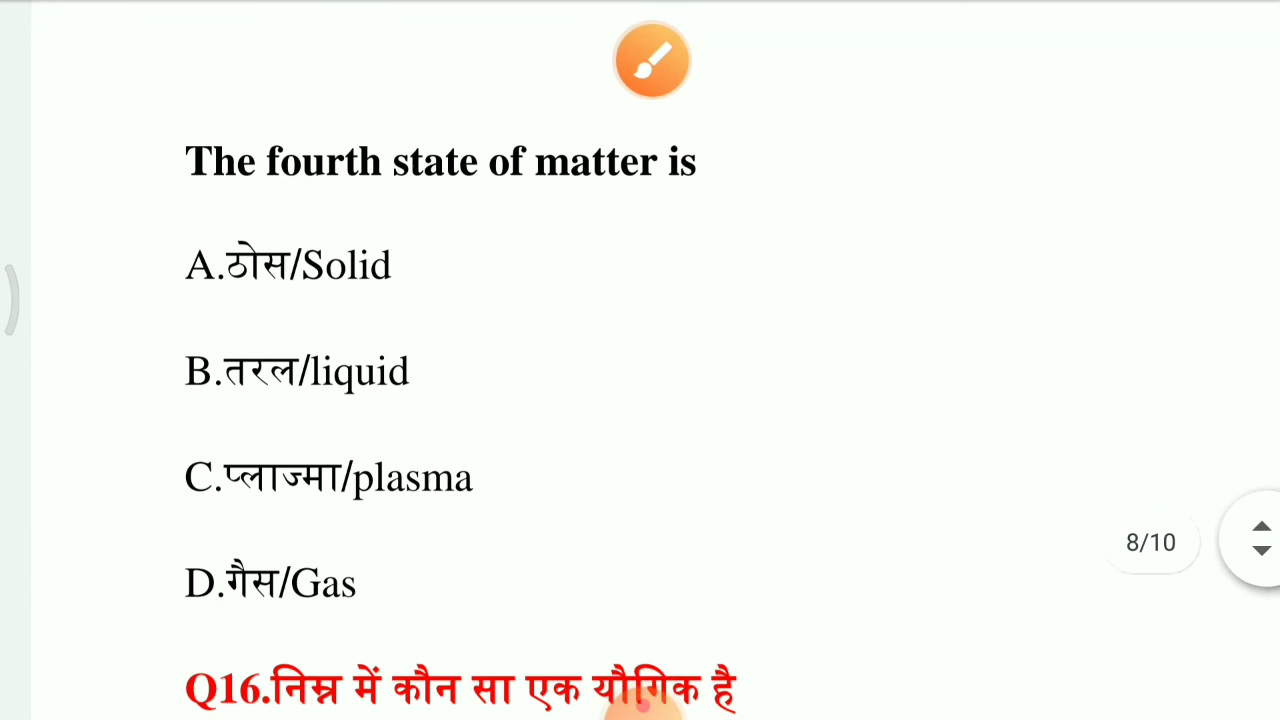 The fourth state of matter is
A.ठोस/Solid
B.तरल/liquid
C.प्लाज्मा/plasma
8/10
D.गैस/Gas
Q16.निम्न में कौन सा एक यौगिक है